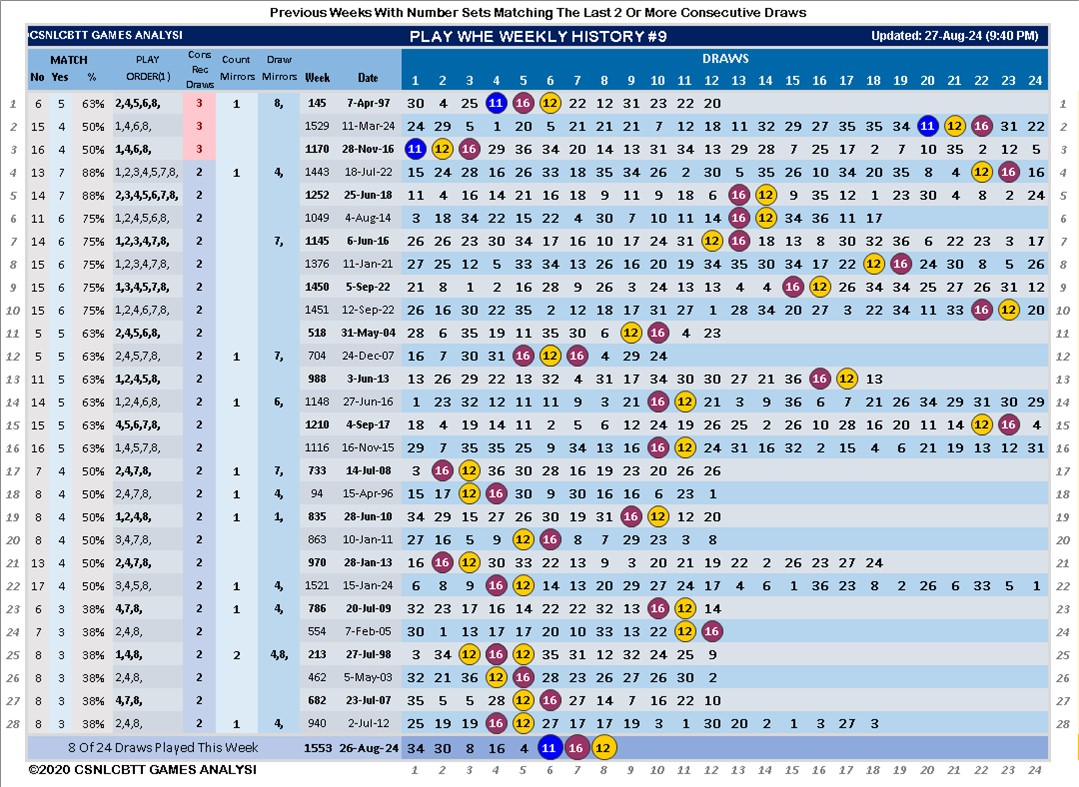 Previous Weeks With Number Sets Matching The Last 2 Or More Consecutive Draws
CSNLCBTT GAMES ANALYSI PLAY WHE WEEKLY HISTORY #9 Updated: 27-Aug-24 (9:40 PM)
MATCH PLAY Cons Count Draw DRAWS
No Yes % ORDER(1) Rec Draws Mirrors Mirrors Week Date 1 2 3 4 5 6 7 8 9 10 11 12 13 14 15 16 17 18 19 20 21 22 23 24
1 6 5 63% 2,4,5,6,8, 3 1 8, 145 7-Apr-97 30 4 25 11 16 12 22 12 31 23 22 20 1
2 15 4 50% 1,4,6,8, 3 1529 11-Mar-24 24 29 5 1 20 5 21 21 21 7 12 18 11 32 29 27 35 35 34 11 12 16 31 22 2
3 16 4 50% 1,4,6,8, 3 1170 28-Nov-16 11 12 16 29 36 34 20 14 13 31 34 13 19 14 17 19 2 7 10 35 2 12 5 3
4 13 7 88% 1,2,3,4,5,7,8, 2 1 4, 1443 18-Jul-22 15 24 28 16 26 33 18 35 34 26 2 30 5 35 26 10 34 20 35 8 4 12 16 16 4
5 14 7 88% 2,3,4,5,6,7,8, 2 1252 25-Jun-18 11 4 16 14 21 16 18 9 11 9 18 6 16 12 9 35 12 1 23 30 4 8 2 24 5
6 11 6 75% 1,2,4,5,6,8, 2 1049 4-Aug-14 3 18 34 22 15 22 4 30 7 10 11 14 16 12 34 36 11 17 6
7 14 6 75% 1,2,3,4,7,8, 2 7, 1145 6-Jun-16 26 26 23 30 34 17 16 10 17 24 31 12 16 18 13 8 30 32 36 6 22 23 3 17 7
8 15 6 75% 1,2,3,4,7,8, 2 1376 11-Jan-21 27 25 12 5 33 34 13 26 16 20 19 34 35 30 34 17 22 12 16 24 30 8 5 26 8
9 15 6 75% 1,3,4,5,7,8, 2 1450 5-Sep-22 21 8 1 2 16 28 9 26 3 24 13 13 4 4 16 12 26 34 34 25 27 26 31 12 9
10 15 6 75% 1,2,4,6,7,8, 2 1451 12-Sep-22 26 16 30 22 35 2 12 18 17 31 27 1 28 34 20 27 3 22 34 11 33 16 12 20 10
11 5 5 63% 2,4,5,6,8, 2 518 31-May-04 28 6 35 19 11 35 30 6 12 16 4 23 11
12 5 5 63% 2,4,5,7,8, 2 1 7, 704 24-Dec-07 16 7 30 31 16 12 16 4 29 24 12
13 11 5 63% 1,2,4,5,8, 2 988 3-Jun-13 13 26 29 22 13 32 4 31 17 34 30 30 27 21 36 16 12 13 13
14 14 5 63% 1,2,4,6,8, 2 1 6, 1148 27-Jun-16 1 23 32 12 11 11 9 3 21 16 12 21 3 9 36 6 7 21 26 34 29 31 30 29 14
15 15 5 63% 4,5,6,7,8, 2 1210 4-Sep-17 18 4 19 14 11 2 5 6 12 24 19 26 25 2 26 10 28 16 20 11 14 12 16 4 15
16 16 5 63% 1,4,5,7,8, 2 1116 16-Nov-15 29 7 35 35 25 9 34 13 16 16 12 24 31 16 32 2 15 4 6 21 19 13 12 31 16
17 7 4 50% 2,4,7,8, 2 1 7, 733 14-Jul-08 3 16 12 36 30 28 16 19 23 20 26 26 17
18 8 4 50% 2,4,7,8, 2 1 4, 94 15-Apr-96 15 17 12 16 30 9 30 16 16 6 23 1 18
19 8 4 50% 1,2,4,8, 2 1 1, 835 28-Jun-10 34 29 15 27 26 30 19 31 16 12 12 20 19
20 8 4 50% 3,4,7,8, 2 863 10-Jan-11 27 16 5 9 12 16 8 7 29 23 3 8 20
21 13 4 50% 2,4,7,8, 2 970 28-Jan-13 16 16 12 30 33 22 13 9 3 20 21 19 22 2 26 23 27 24 21
22 17 4 50% 3,4,5,8, 2 1 4, 1521 15-Jan-24 6 8 9 16 12 14 13 20 29 27 24 17 4 6 1 36 23 8 2 26 6 33 5 1 22
23 6 3 38% 4,7,8, 2 1 4, 786 20-Jul-09 32 23 17 16 14 22 22 32 13 16 12 14 23
24 7 3 38% 2,4,8, 2 554 7-Feb-05 30 1 13 17 17 20 10 33 13 22 12 16 24
25 8 3 38% 1,4,8, 2 2 4,8, 213 27-Jul-98 3 34 12 16 12 35 31 12 32 24 25 9 25
26 8 3 38% 2,4,8, 2 462 5-May-03 32 21 36 12 16 28 23 26 27 26 30 2 26
27 8 3 38% 4,7,8, 2 682 23-Jul-07 35 5 5 28 12 16 27 14 7 16 22 10 27
28 8 3 38% 2,4,8, 2 1 4, 940 2-Jul-12 25 19 19 16 12 27 17 17 19 3 1 30 20 2 1 3 27 3 28
8 Of 24 Draws Played This Week 1553 26-Aug-24 34 30 8 16 4 11 16 12
©2020 CSNLCBTT GAMES ANALYSI 1 2 3 4 5 6 7 8 9 10 11 12 13 14 15 16 17 18 19 20 21 22 23 24